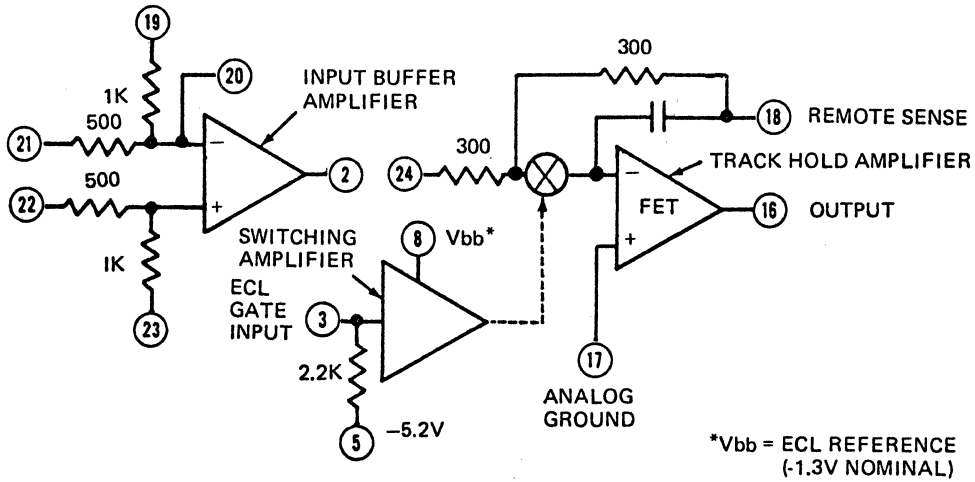 19
20
1K
INPUT BUFFER
AMPLIFIER
21
500
−
2
22
500
+
IK
23
300
18
REMOTE SENSE
24
300
TRACK HOLD AMPLIFIER
−
FET
+
16
OUTPUT
17
ANALOG
GROUND
SWITCHING
AMPLIFIER
8
Vbb*
ECL
GATE
INPUT
3
2.2K
5
−5.2V
*Vbb = ECL REFERENCE
(-1.3V NOMINAL)